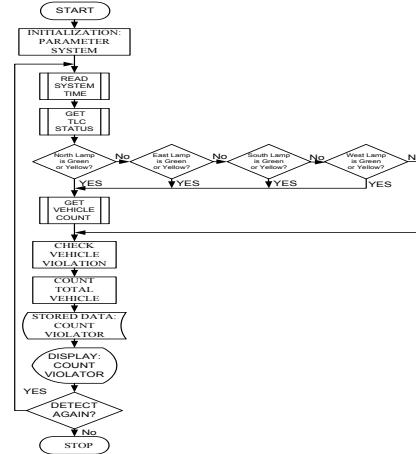 START
INITIALIZATION:
PARAMETER
SYSTEM
READ
SYSTEM
TIME
GET
TLC
STATUS
North Lamp
is Green
or Yellow?
No
East Lamp
is Green
or Yellow?
No
South Lamp
is Green
or Yellow?
No
West Lamp
is Green
or Yellow?
N
YES
YES
YES
YES
GET
VEHICLE
COUNT
CHECK
VEHICLE
VIOLATION
COUNT
TOTAL
VEHICLE
STORED DATA:
COUNT
VIOLATOR
DISPLAY:
COUNT
VIOLATOR
YES
DETECT
AGAIN?
No
STOP